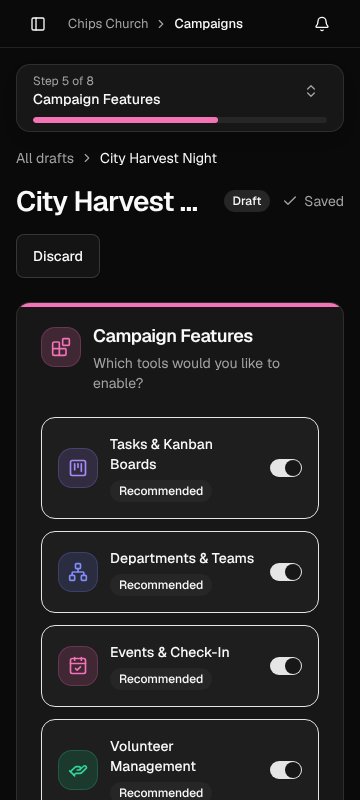 Chips Church > Campaigns
Step 5 of 8
Campaign Features
All drafts > City Harvest Night
City Harvest ...
Draft
Saved
Discard
Campaign Features
Which tools would you like to
enable?
Tasks & Kanban
Boards
Recommended
Departments & Teams
Recommended
Events & Check-In
Recommended
Volunteer
Management
Recommended